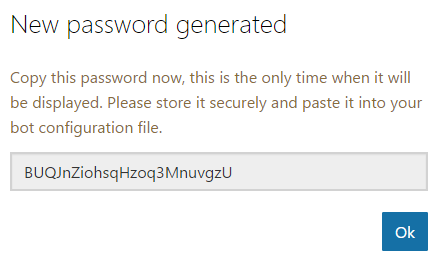 New password generated
Copy this password now, this is the only time when it will
be displayed. Please store it securely and paste it into your
bot configuration file.
BUQJnZiohsqHzoq3MnuvgzU
Ok